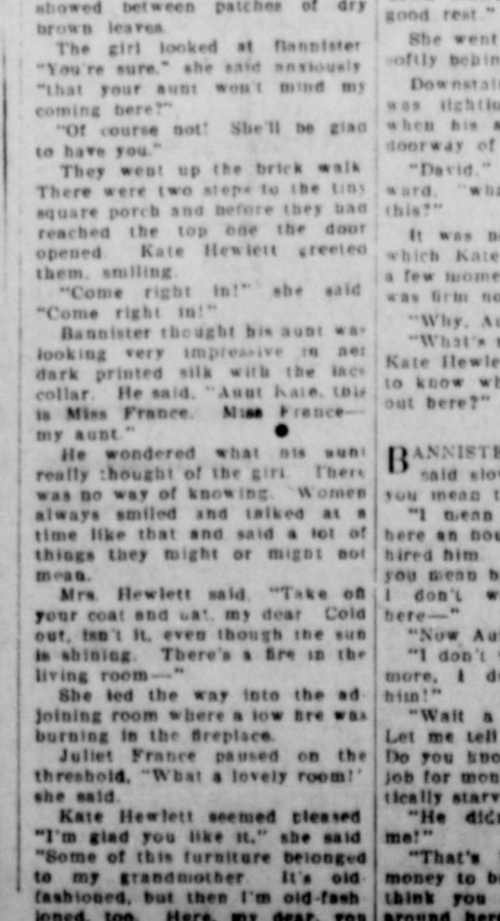 showed between patches of dry
brown leaves.
The girl looked at Bannister
"You're sure," she said anxiously
"that your aunt won't mind my
coming here?"
"Of course not! She'll be glad
to have you."
They went up the brick walk
There were two steps to the tiny
square porch and before they had
reached the top one the door
opened. Kate Hewlett greeted
them, smiling.
"Come right in!" she said
"Come right in!"
Bannister thought his aunt was
looking very impressive in her
dark printed silk with the lace
collar. He said, "Aunt Kate, this
is Miss France. Miss France—
my aunt."
He wondered what his aunt
really thought of the girl. There
was no way of knowing. Women
always smiled and talked at a
time like that and said a lot of
things they might or might not
mean.
Mrs. Hewlett said, "Take off
your coat and hat, my dear Cold
out, isn't it, even though the sun
is shining. There's a fire in the
living room—"
She led the way into the ad-
joining room where a low fire was
burning in the fireplace.
Juliet France paused on the
threshold, "What a lovely room!"
she said.
Kate Hewlett seemed pleased
"I'm glad you like it," she said
"Some of this furniture belonged
to my grandmother. It's old-
fashioned, but then I'm old-fash-
ioned, too. Here, my dear, you
good rest."
She went
softly behin
Downstai
was lightin
when his a
doorway of
"David,"
ward, "wha
this?"
It was n
which Kate
a few mome
was firm no
"Why, Au
"What's
Kate Hewle
to know wh
out here?"
BANNISTE
said slo
you mean t
"I mean
here an hou
hired him.
you mean h
I don't w
here—"
"Now Au
"I don't
more, I d
him!"
"Wait a
Let me tell
Do you kno
job for mon
tically starv
"He didn
me!"
"That's
money to b
think you
around he